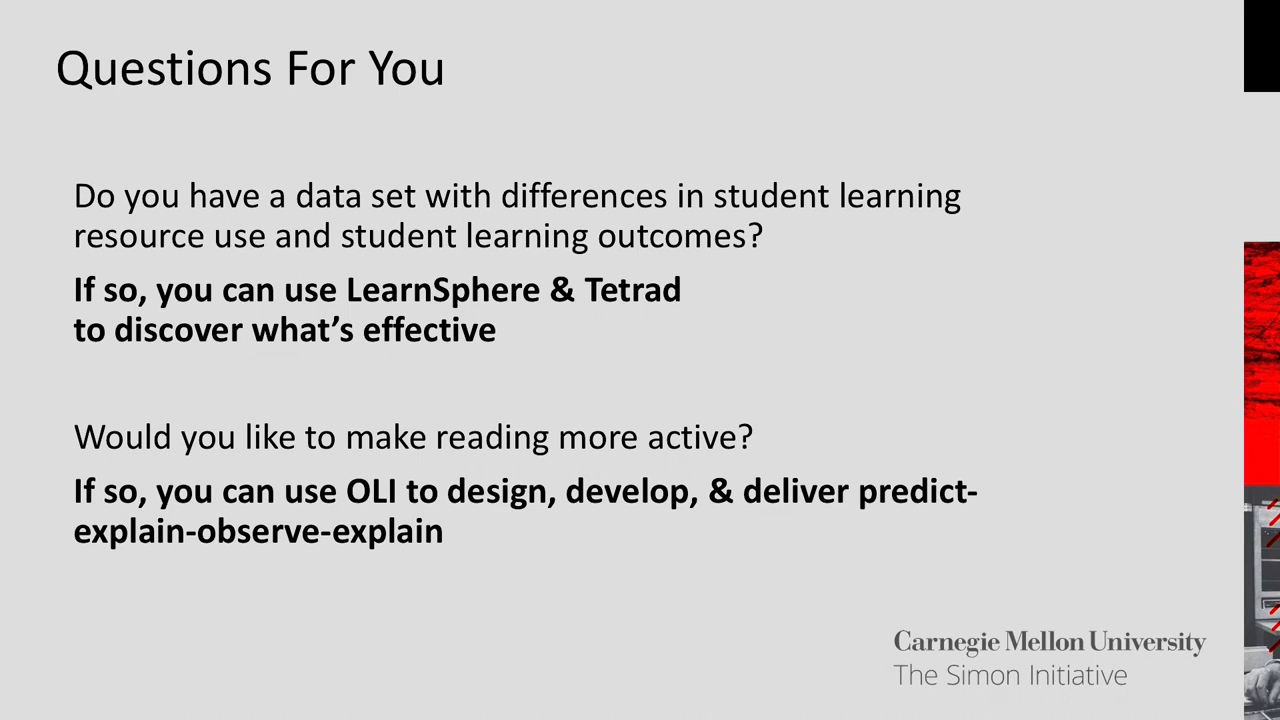 Questions For You
Do you have a data set with differences in student learning
resource use and student learning outcomes?
If so, you can use LearnSphere & Tetrad
to discover what’s effective
Would you like to make reading more active?
If so, you can use OLI to design, develop, & deliver predict-
explain-observe-explain
Carnegie Mellon University
The Simon Initiative